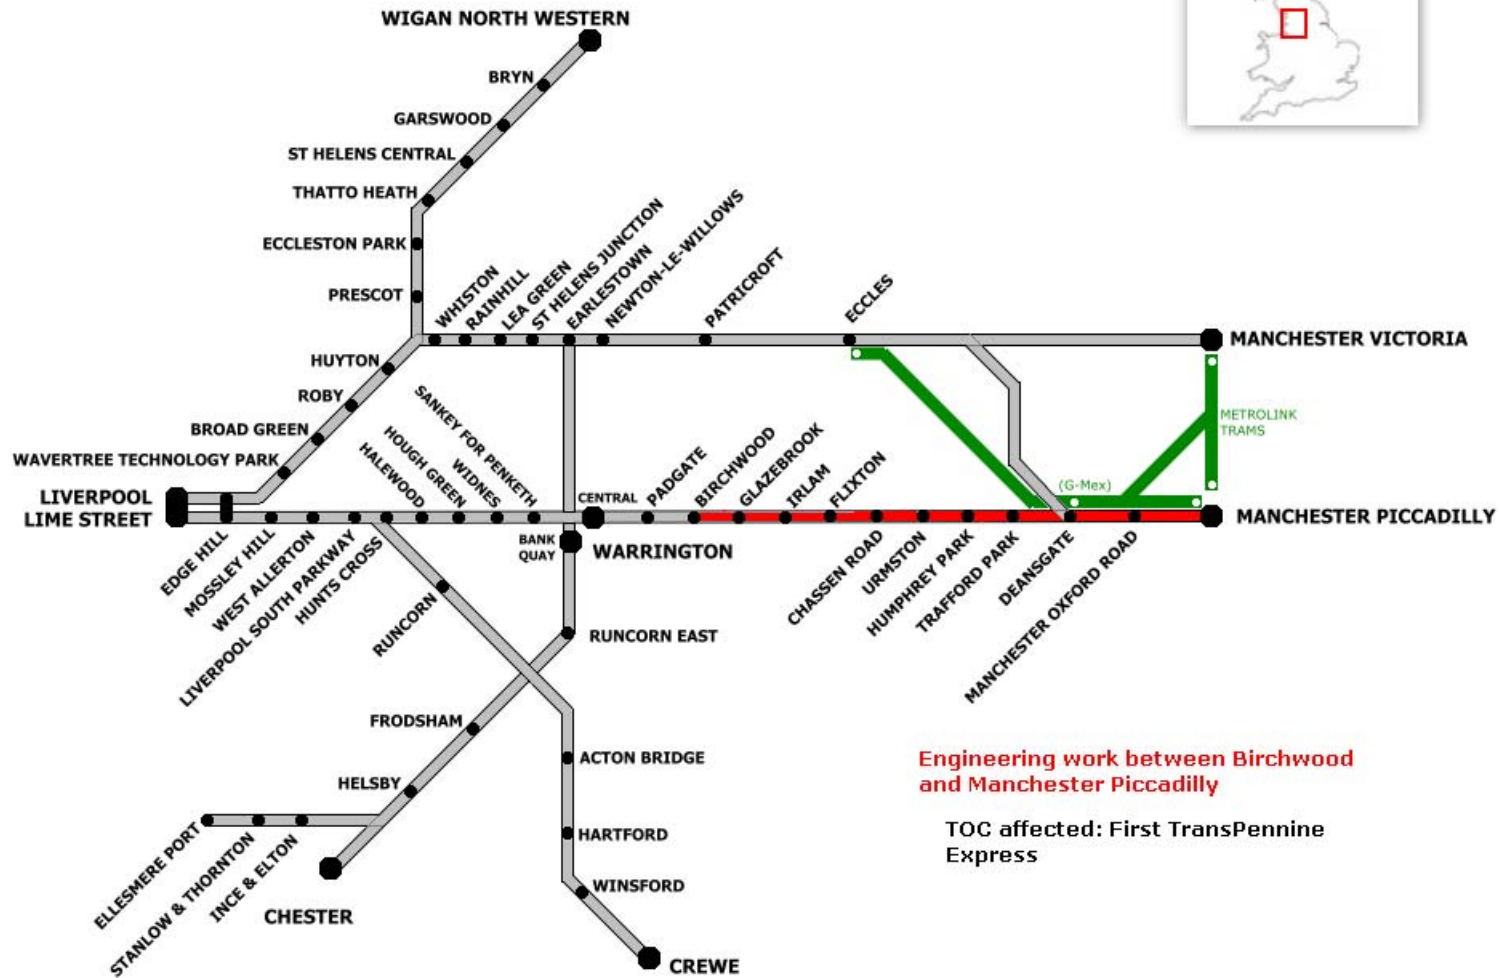 WIGAN NORTH WESTERN
BRYN
GARSWOOD
ST HELENS CENTRAL
THATTO HEATH
ECCLESTON PARK
PRESCOT
WHISTON
RAINHILL
LEA GREEN
ST HELENS JUNCTION
EARLESTOWN
NEWTON-LE-WILLOWS
PATRICROFT
ECCLES
MANCHESTER VICTORIA
HUYTON
ROBY
BROAD GREEN
WAVERTREE TECHNOLOGY PARK
METROLINK
TRAMS
LIVERPOOL
LIME STREET
HALEWOOD
HOUGH GREEN
WIDNES
SANKEY FOR PENKETH
CENTRAL
PADGATE
BIRCHWOOD
GLAZEBROOK
IRLAM
FLIXTON
(G-Mex)
MANCHESTER PICCADILLY
EDGE HILL
MOSSLEY HILL
WEST ALLERTON
LIVERPOOL SOUTH PARKWAY
HUNTS CROSS
BANK
QUAY
WARRINGTON
CHASSEN ROAD
URMSTON
HUMPHREY PARK
TRAFFORD PARK
DEANSGATE
MANCHESTER OXFORD ROAD
RUNCORN
RUNCORN EAST
FRODSHAM
ACTON BRIDGE
HELSBY
HARTFORD
ELLESMERE PORT
STANLOW & THORNTON
INCE & ELTON
CHESTER
WINSFORD
CREWE
Engineering work between Birchwood
and Manchester Piccadilly
TOC affected: First TransPennine
Express